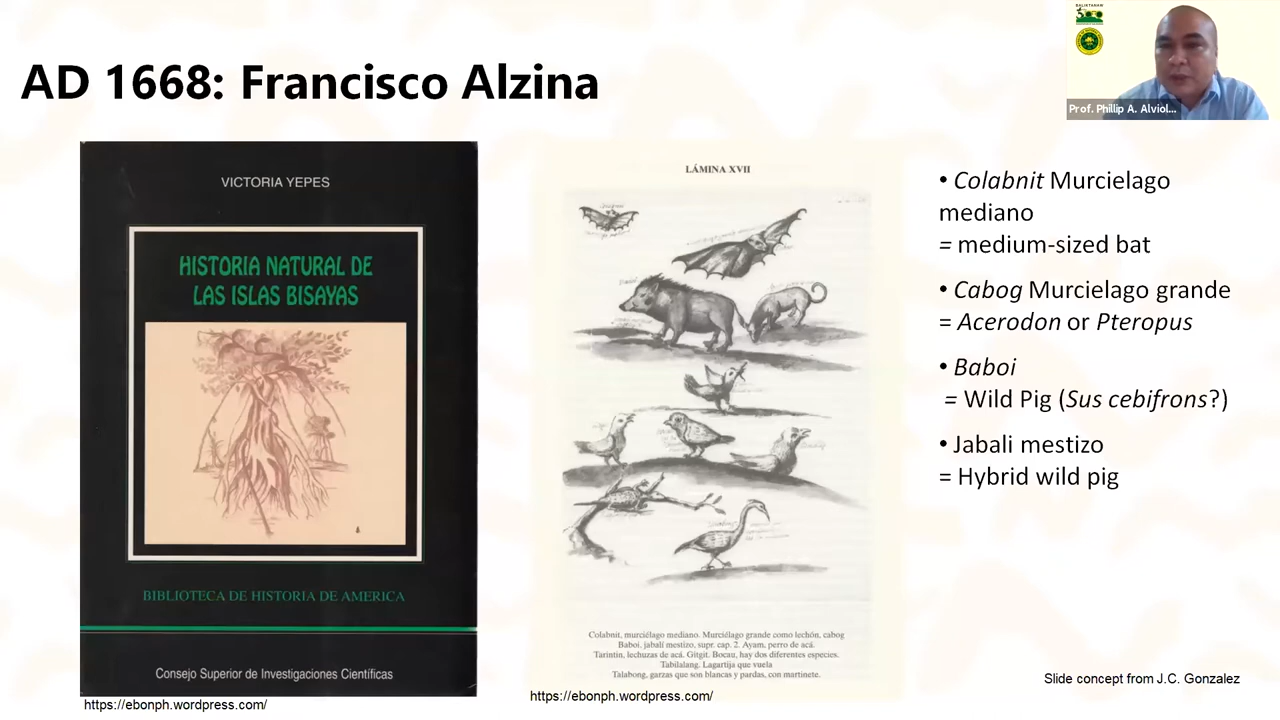 AD 1668: Francisco Alzina
Prof. Phillip A. Alviol...
VICTORIA YEPES
HISTORIA NATURAL DE
LAS ISLAS BISAYAS
BIBLIOTECA DE HISTORIA DE AMERICA
Consejo Superior de Investigaciones Científicas
https://ebonph.wordpress.com/
LÁMINA XVII
Colabnit, murciélago mediano. Murciélago grande como lechón, cabog
Baboi, jabalí mestizo, supr. cap. 2. Ayam, perro de acá.
Tarintin, lechuzas de acá. Gitgit. Bocau, hay dos diferentes especies.
Tabilalang. Lagartija que vuela
Talabong, garzas que son blancas y pardas, con martinete.
https://ebonph.wordpress.com/
• Colabnit Murcielago
mediano
= medium-sized bat
• Cabog Murcielago grande
= Acerodon or Pteropus
• Baboi
= Wild Pig (Sus cebifrons?)
• Jabali mestizo
= Hybrid wild pig
Slide concept from J.C. Gonzalez